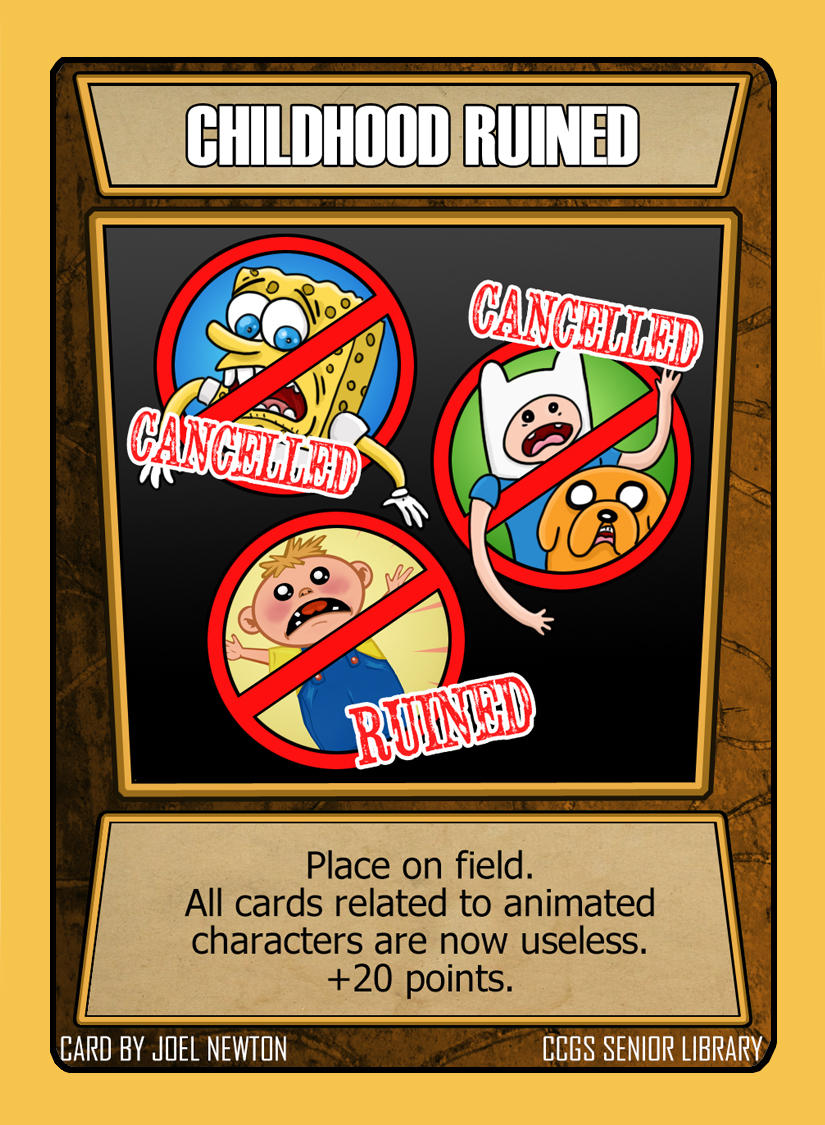 CHILDHOOD RUINED
CANCELLED
CANCELLED
RUINED
Place on field.
All cards related to animated
characters are now useless.
+20 points.
CARD BY JOEL NEWTON
CCGS SENIOR LIBRARY